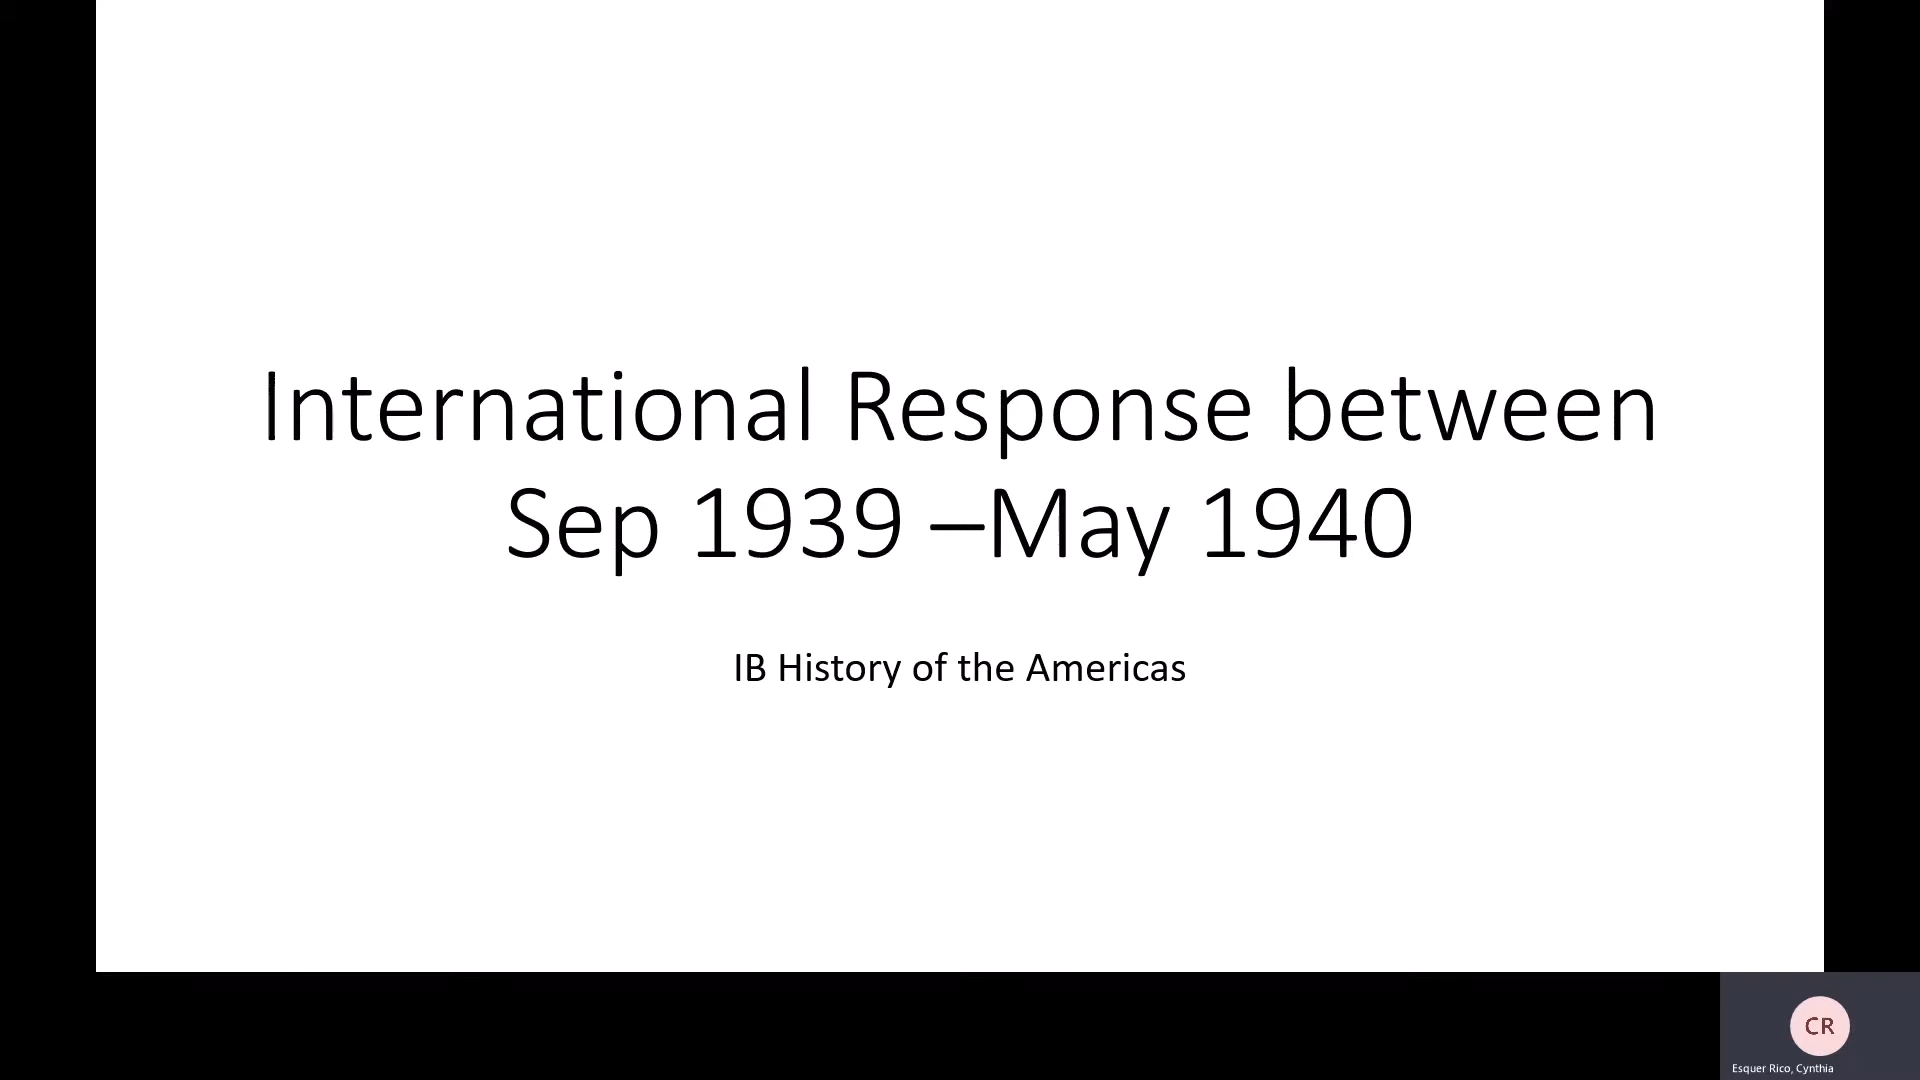 International Response between
Sep 1939 –May 1940
IB History of the Americas
CR
Esquer Rico, Cynthia